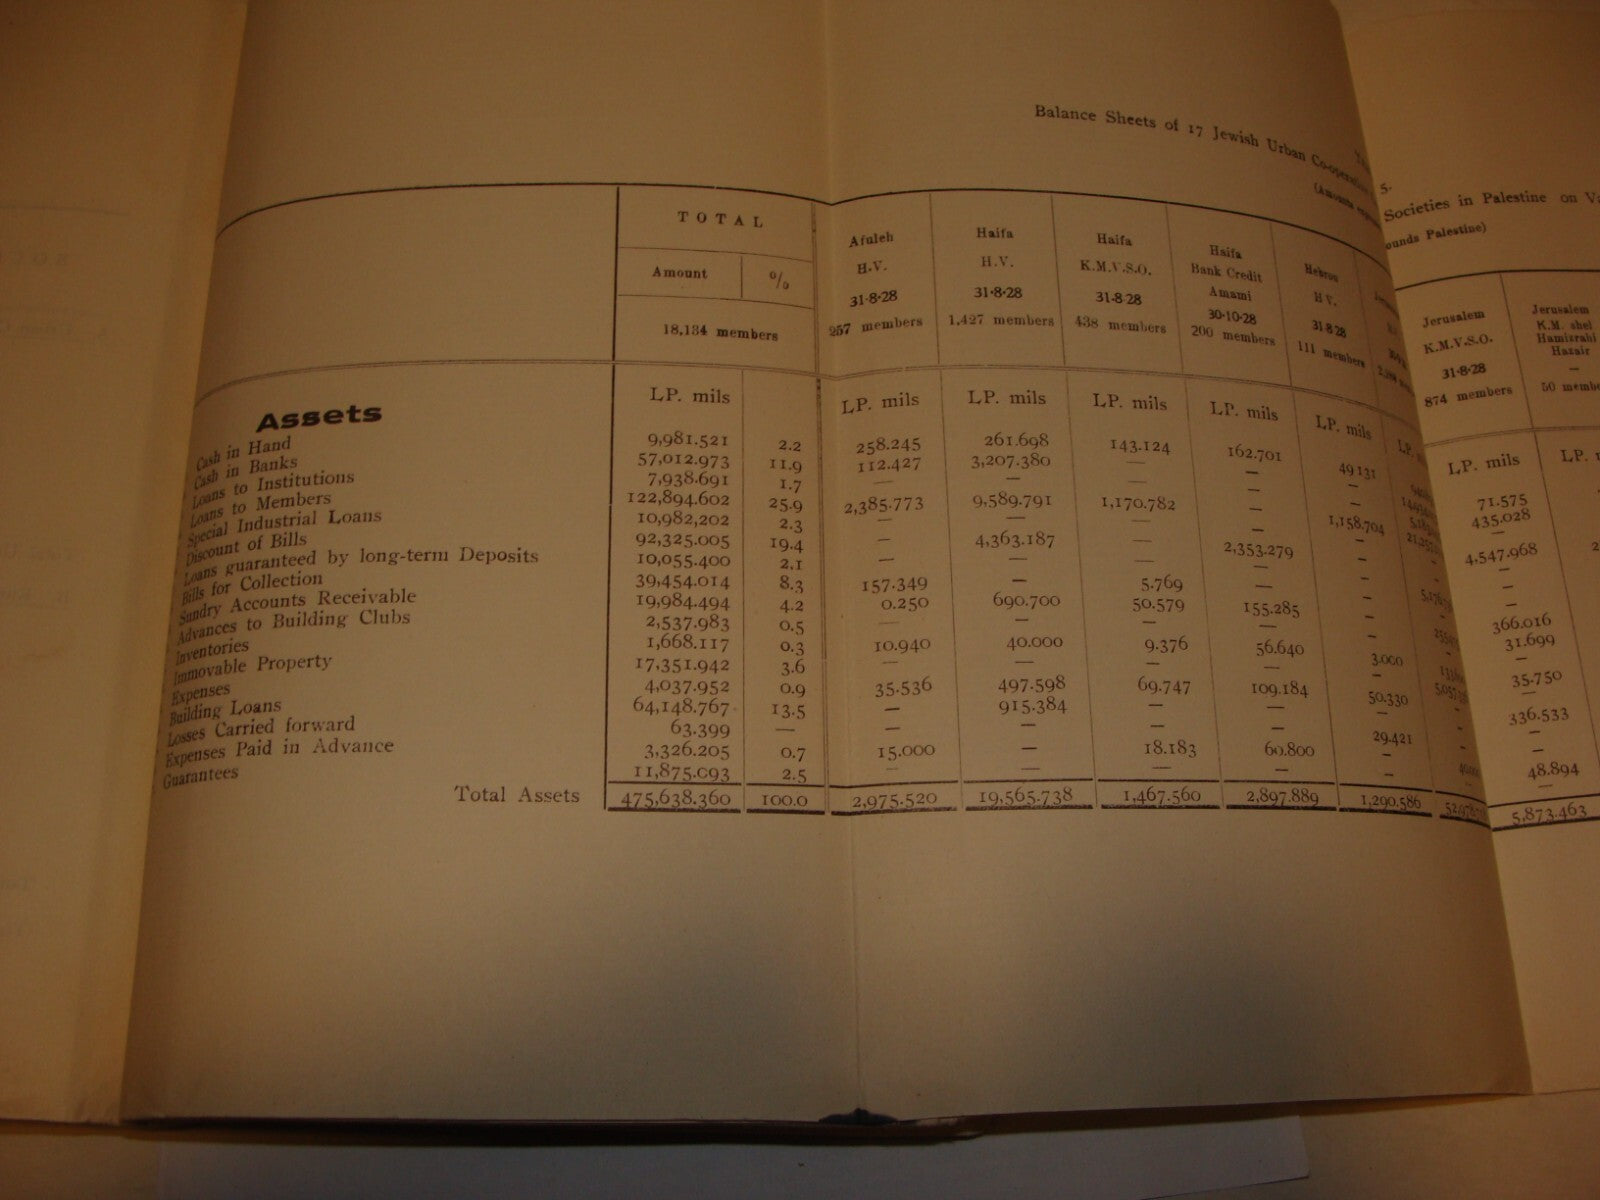 Balance Sheets of 17 Jewish Urban Co-operative
5.
Societies in Palestine on
(Amounts
ounds Palestine)
TOTAL
Amount %
18,134 members
Afuleh H.V. 31·8·28 257 members
Haifa H.V. 31·8·28 1,427 members
Haifa K.M.V.S.O. 31·8·28 438 members
Haifa Bank Credit Amami 30·10·28 200 members
Hebron H V. 31·8·28 111 members
Jerusalem K.M.V.S.O. 31·8·28 874 members
Jerusalem K.M. shel Hamizrahi Hazair — 50
Assets LP. mils LP. mils LP. mils LP. mils LP. mils LP. mils LP. mils
Cash in Hand 9,981.521 2.2 258.245 261.698 143.124 162.701 49 131 71.575
Cash in Banks 57,012.973 11.9 112.427 3,207.380 — — — 435.028
Loans to Institutions 7,938.691 1.7 — — — — —
Loans to Members 122,894.602 25.9 2,385.773 9,589.791 1,170.782 — 1,158.704 4,547.968
Special Industrial Loans 10,982,202 2.3 — — — — — —
Discount of Bills 92,325.005 19.4 — 4,363.187 — 2,353.279 — —
Loans guaranteed by long-term Deposits 10,055.400 2.1 — — — — — —
Bills for Collection 39,454.014 8.3 157.349 — 5.769 — — 366.016
Sundry Accounts Receivable 19,984.494 4.2 0.250 690.700 50.579 155.285 — 31.699
Advances to Building Clubs 2,537.983 0.5 — — — — — —
Inventories 1,668.117 0.3 10.940 40.000 9.376 56.640 3.000 35.750
Immovable Property 17,351.942 3.6 — — — — — —
Expenses 4,037.952 0.9 35.536 497.598 69.747 109.184 50.330 336.533
Building Loans 64,148.767 13.5 — 915.384 — — — —
Losses Carried forward 63.399 — — — — — 29.421 —
Expenses Paid in Advance 3,326.205 0.7 15.000 — 18.183 60.800 — 48.894
Guarantees 11,875.093 2.5 — — — — — —
Total Assets 475,638.360 100.0 2,975.520 19,565.738 1,467.560 2,897.889 1,290.586 5,873.463